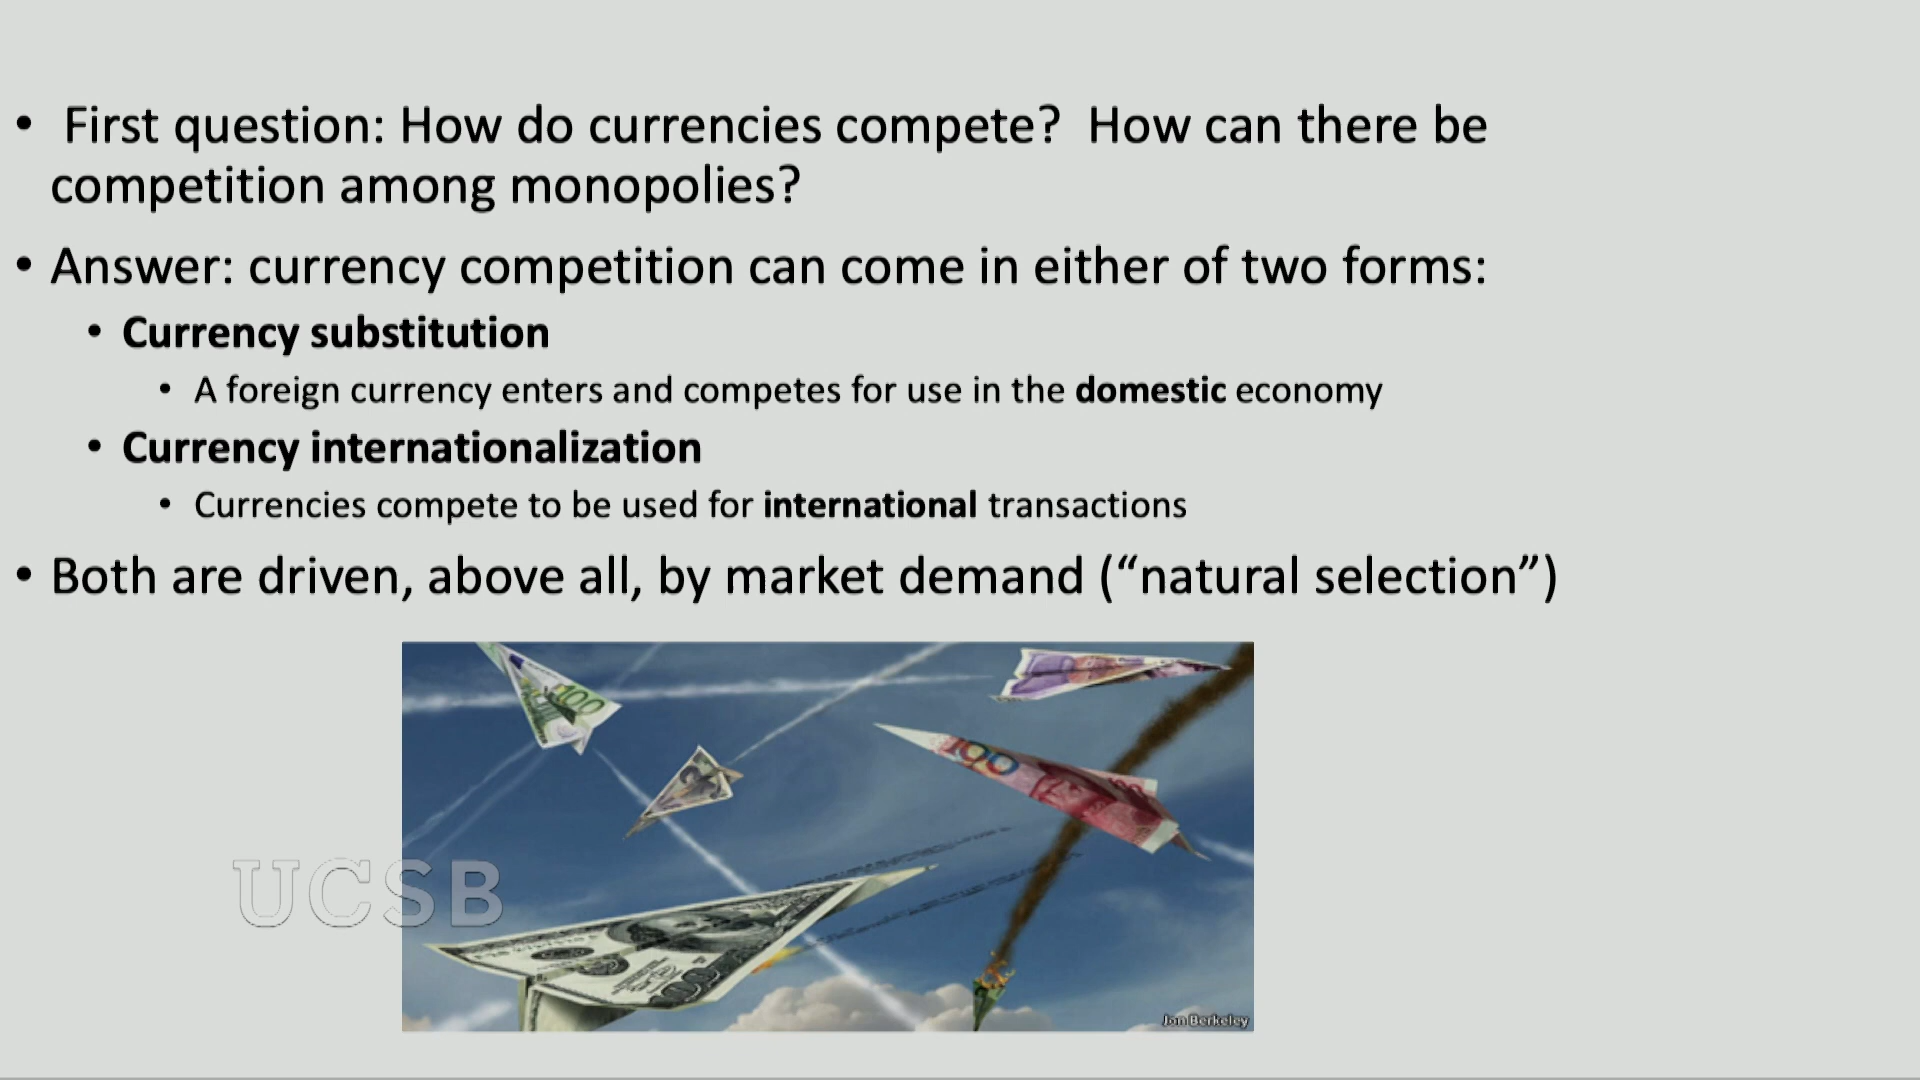 • First question: How do currencies compete? How can there be
competition among monopolies?
• Answer: currency competition can come in either of two forms:
• Currency substitution
• A foreign currency enters and competes for use in the domestic economy
• Currency internationalization
• Currencies compete to be used for international transactions
• Both are driven, above all, by market demand (“natural selection”)
100
100
UCSB
Jon Berkeley